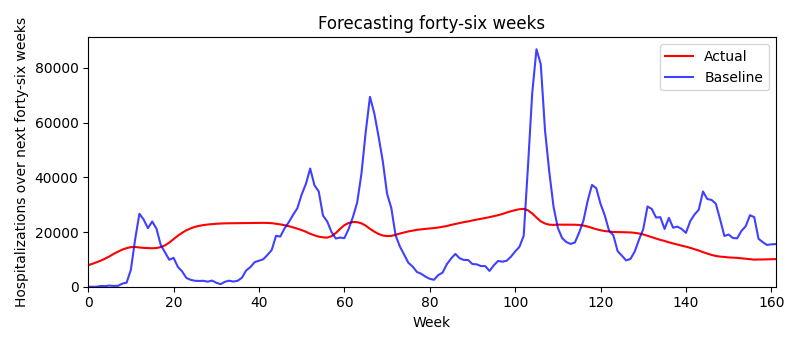 Forecasting forty-six weeks
Hospitalizations over next forty-six weeks
80000
60000
40000
20000
0
Actual
Baseline
0 20 40 60 80 100 120 140 160
Week